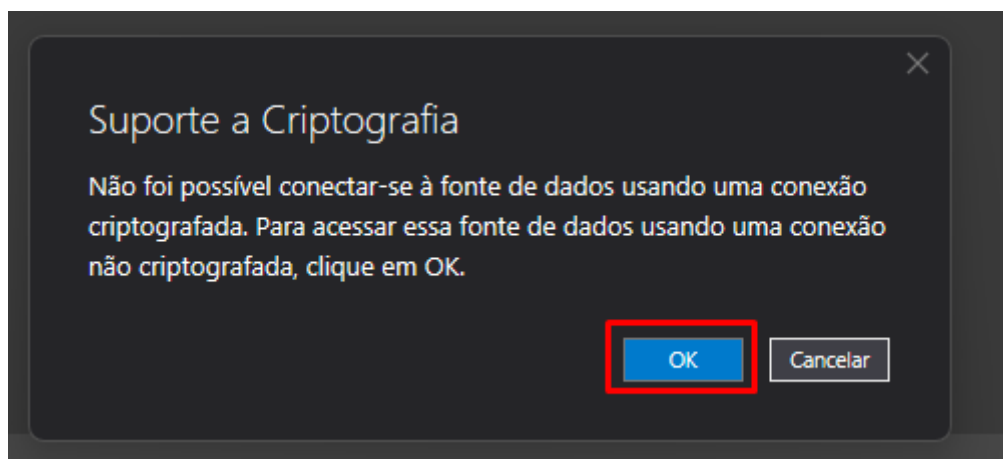 Suporte a Criptografia
Não foi possível conectar-se à fonte de dados usando uma conexão
criptografada. Para acessar essa fonte de dados usando uma conexão
não criptografada, clique em OK.
OK
Cancelar